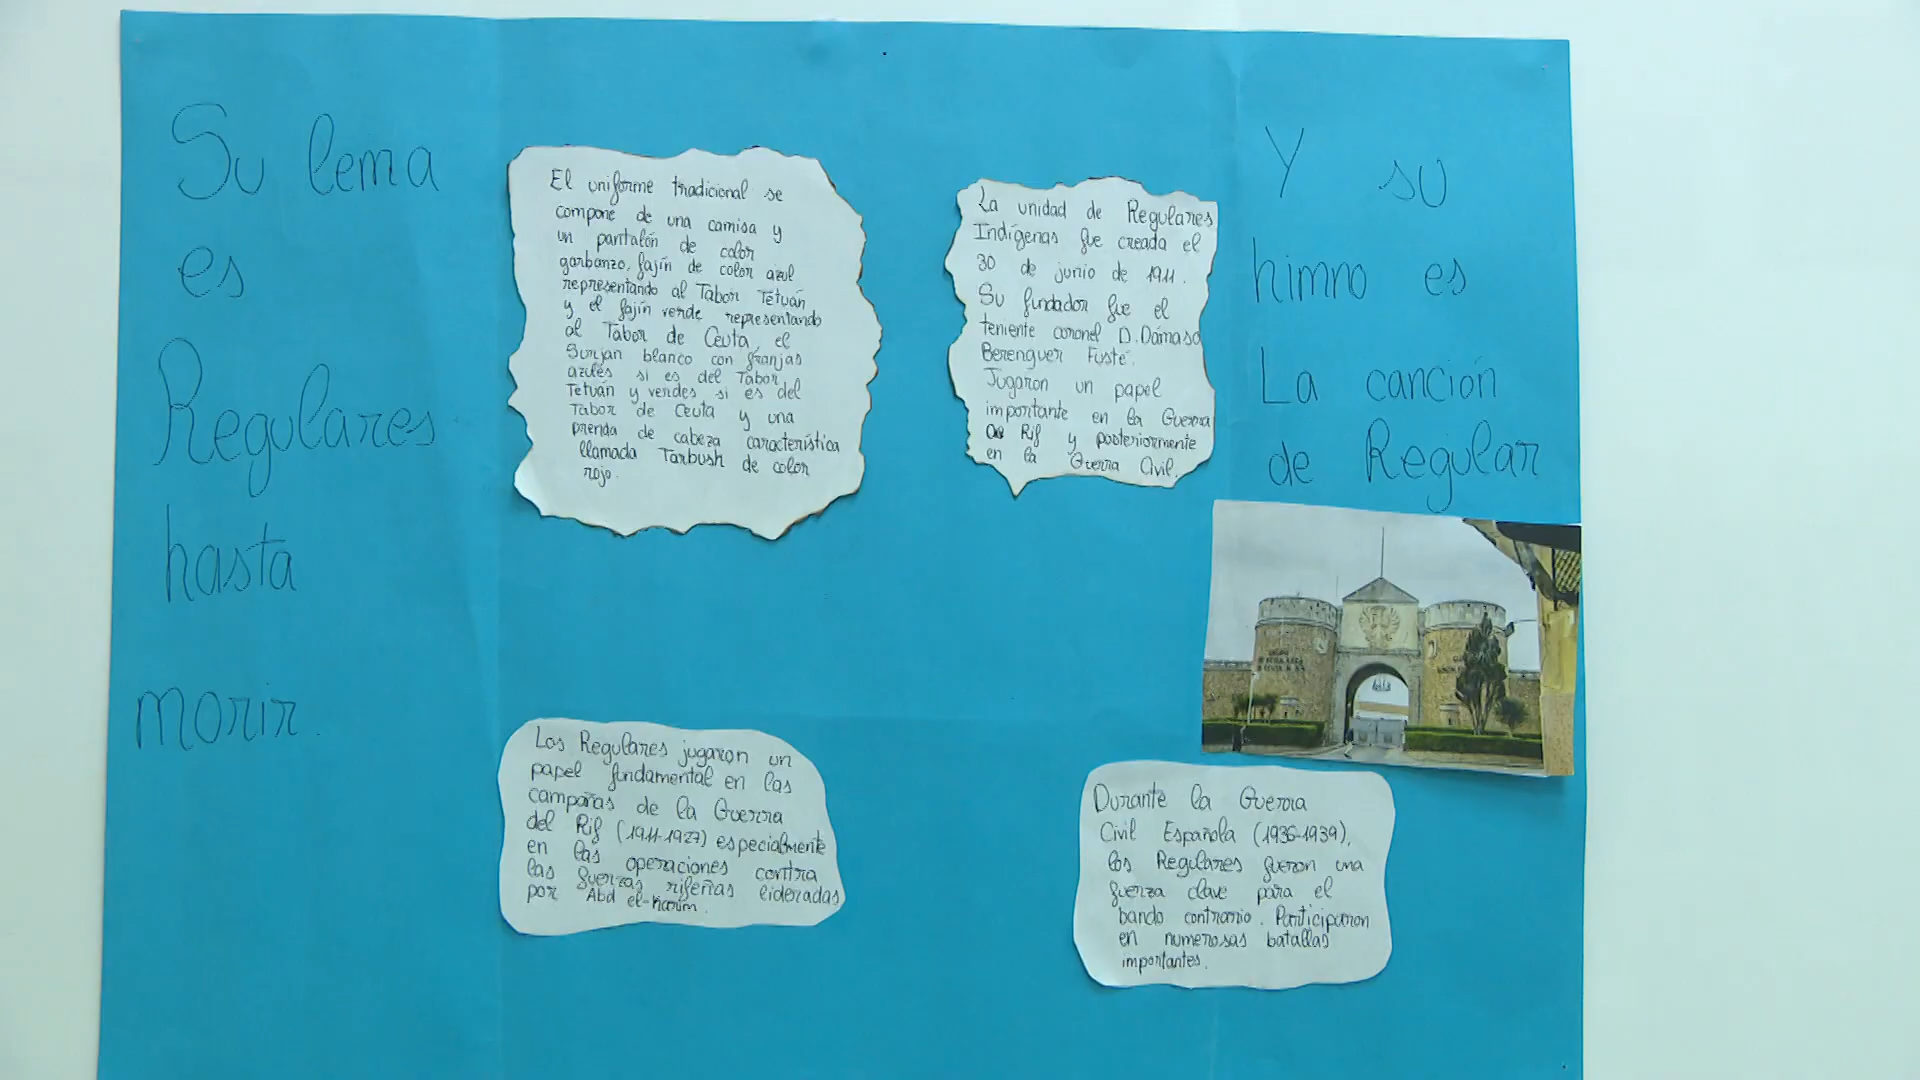 Su lema
es
Regulares
hasta
morir.
El uniforme tradicional se
compone de una camisa y
un pantalón de color
garbanzo, fajín de color azul
representando al Tabor Tetuán
y el fajín verde representando
al Tabor de Ceuta, el
Surjan blanco con franjas
azules si es del Tabor
Tetuán y verdes si es del
Tabor de Ceuta y una
prenda de cabeza característica
llamada Tarbush de color
rojo.
La unidad de Regulares
Indígenas fue creada el
30 de junio de 1911.
Su fundador fue el
teniente coronel D. Dámaso
Berenguer Fusté.
Jugaron un papel
importante en la Guerra
de Rif y posteriormente
en la Guerra Civil.
Y su
himno es
La canción
de Regular
Los Regulares jugaron un
papel fundamental en las
campañas de la Guerra
del Rif (1911-1927) especialmente
en las operaciones contra
las fuerzas rifeñas lideradas
por Abd el-Karim.
Durante la Guerra
Civil Española (1936-1939),
los Regulares fueron una
fuerza clave para el
bando contrario. Participaron
en numerosas batallas
importantes.